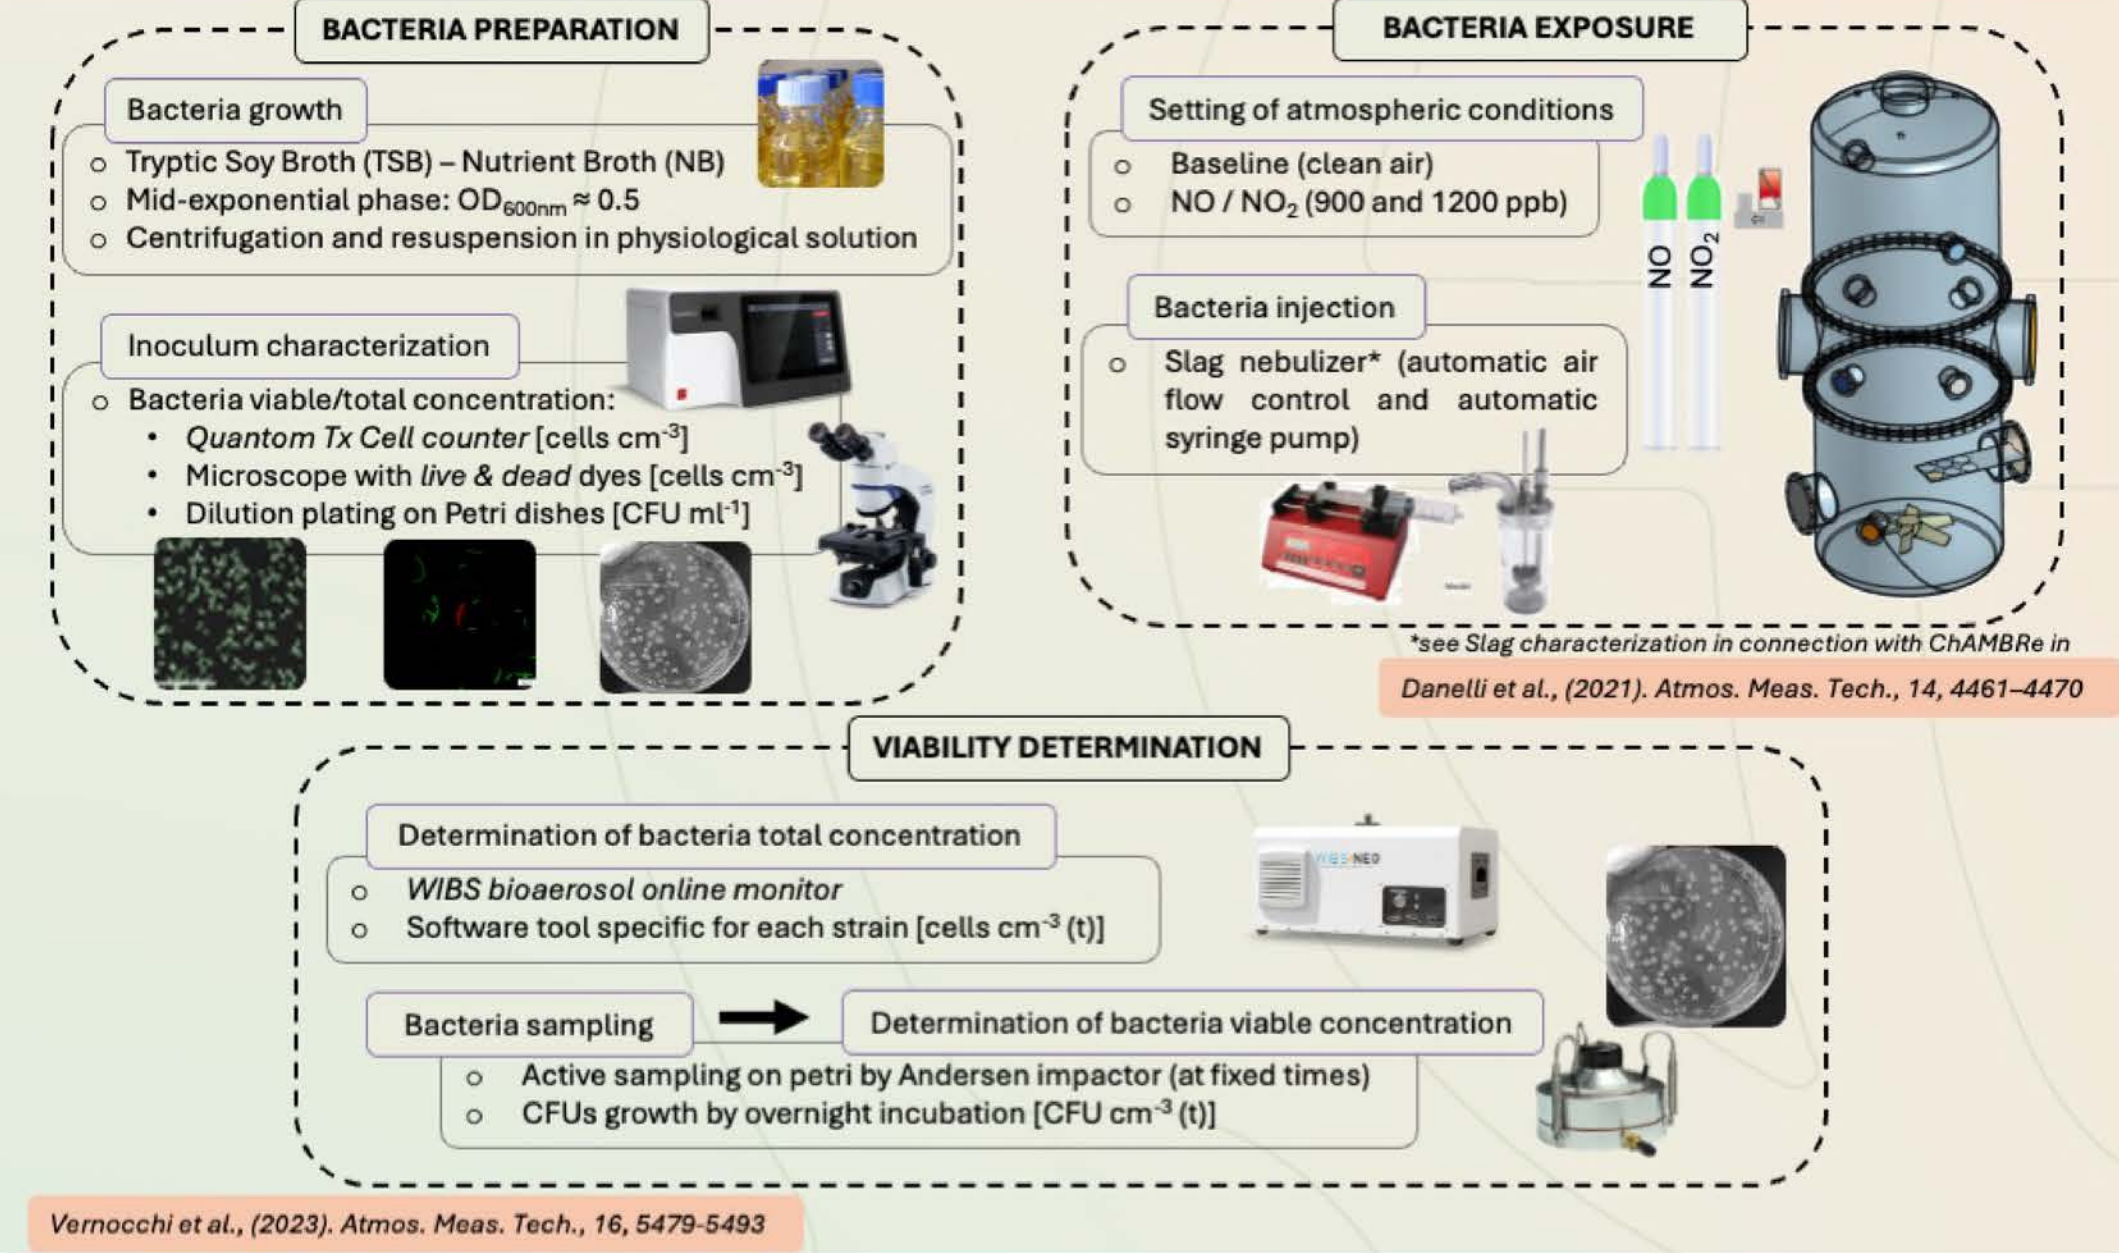 BACTERIA PREPARATION
Bacteria growth
o Tryptic Soy Broth (TSB) – Nutrient Broth (NB)
o Mid-exponential phase: OD600nm ≈ 0.5
o Centrifugation and resuspension in physiological solution
Inoculum characterization
o Bacteria viable/total concentration:
• Quantom Tx Cell counter [cells cm-3]
• Microscope with live & dead dyes [cells cm-3]
• Dilution plating on Petri dishes [CFU ml-1]
BACTERIA EXPOSURE
Setting of atmospheric conditions
o Baseline (clean air)
o NO / NO2 (900 and 1200 ppb)
NO
NO2
Bacteria injection
o Slag nebulizer* (automatic air
flow control and automatic
syringe pump)
*see Slag characterization in connection with ChAMBRe in
Danelli et al., (2021). Atmos. Meas. Tech., 14, 4461–4470
VIABILITY DETERMINATION
Determination of bacteria total concentration
o WIBS bioaerosol online monitor
o Software tool specific for each strain [cells cm-3 (t)]
WIBS NEO
Bacteria sampling
Determination of bacteria viable concentration
o Active sampling on petri by Andersen impactor (at fixed times)
o CFUs growth by overnight incubation [CFU cm-3 (t)]
Vernocchi et al., (2023). Atmos. Meas. Tech., 16, 5479-5493